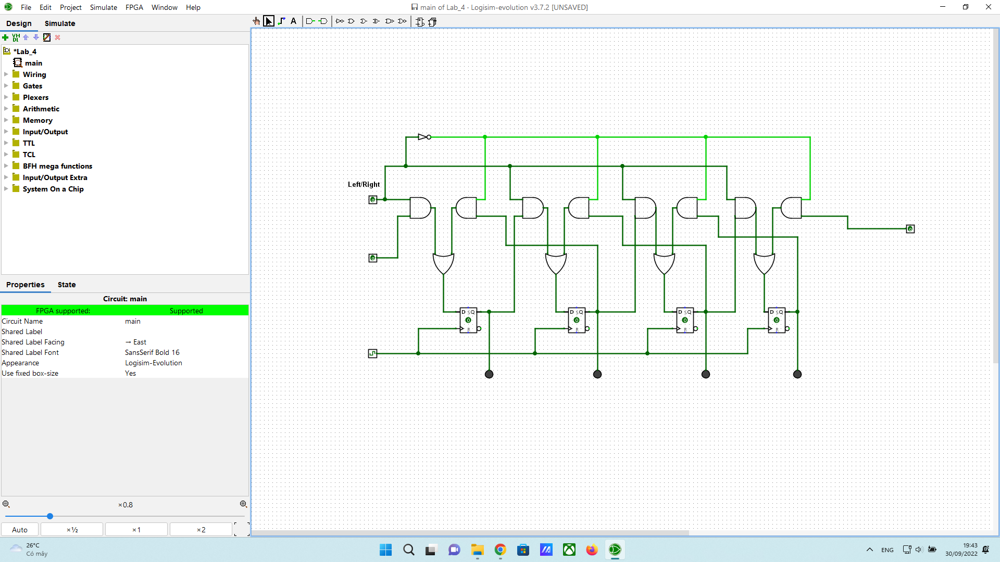 main of Lab_4 · Logisim-evolution v3.7.2 [UNSAVED]
File Edit Project Simulate FPGA Window Help
Design Simulate
A
VH
DL
*Lab_4
main
Wiring
Gates
Plexers
Arithmetic
Memory
Input/Output
TTL
TCL
BFH mega functions
Input/Output Extra
System On a Chip
Left/Right
0
0
0
D S Q D S Q D S Q D S Q
0 0 0 0
R R R R
Properties State
Circuit: main
FPGA supported: Supported
Circuit Name main
Shared Label
Shared Label Facing → East
Shared Label Font SansSerif Bold 16
Appearance Logisim-Evolution
Use fixed box-size Yes
×0.8
Auto ×½ ×1 ×2
26°C
Có mây
ENG
19:43
30/09/2022